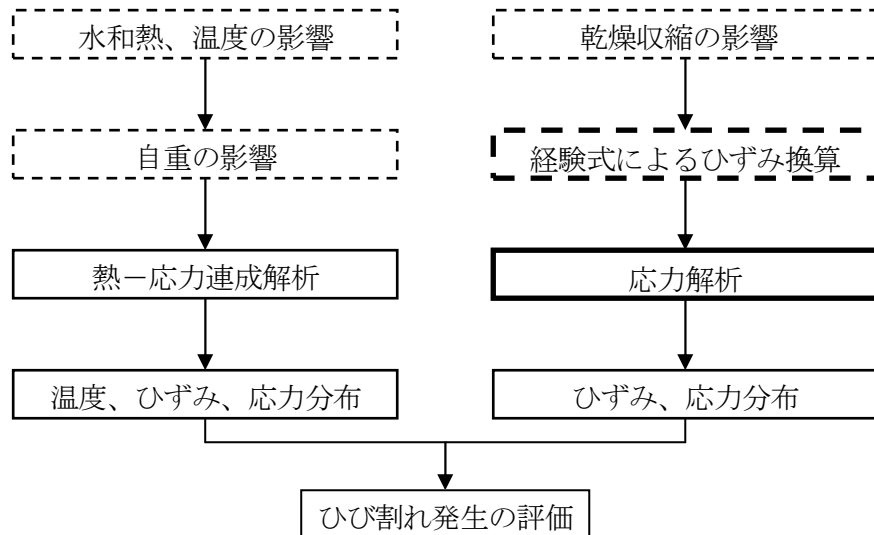 水和熱、温度の影響
乾燥収縮の影響
自重の影響
経験式によるひずみ換算
熱－応力連成解析
応力解析
温度、ひずみ、応力分布
ひずみ、応力分布
ひび割れ発生の評価